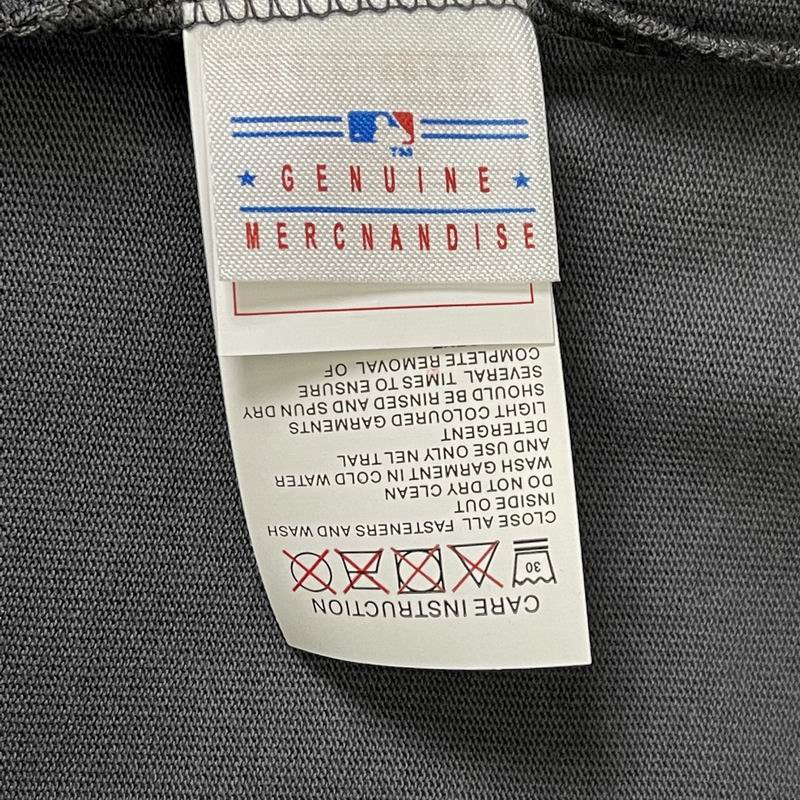 TM
GENUINE
MERCNANDISE
CARE INSTRUCTION
30
CLOSE ALL FASTENERS AND WASH
INSIDE OUT
DO NOT DRY CLEAN
WASH GARMENT IN COLD WATER
AND USE ONLY NEL TRAL
DETERGENT
LIGHT COLOURED GARMENTS
SHOULD BE RINSED AND SPUN DRY
SEVERAL TIMES TO ENSURE
COMPLETE REMOVAL OF